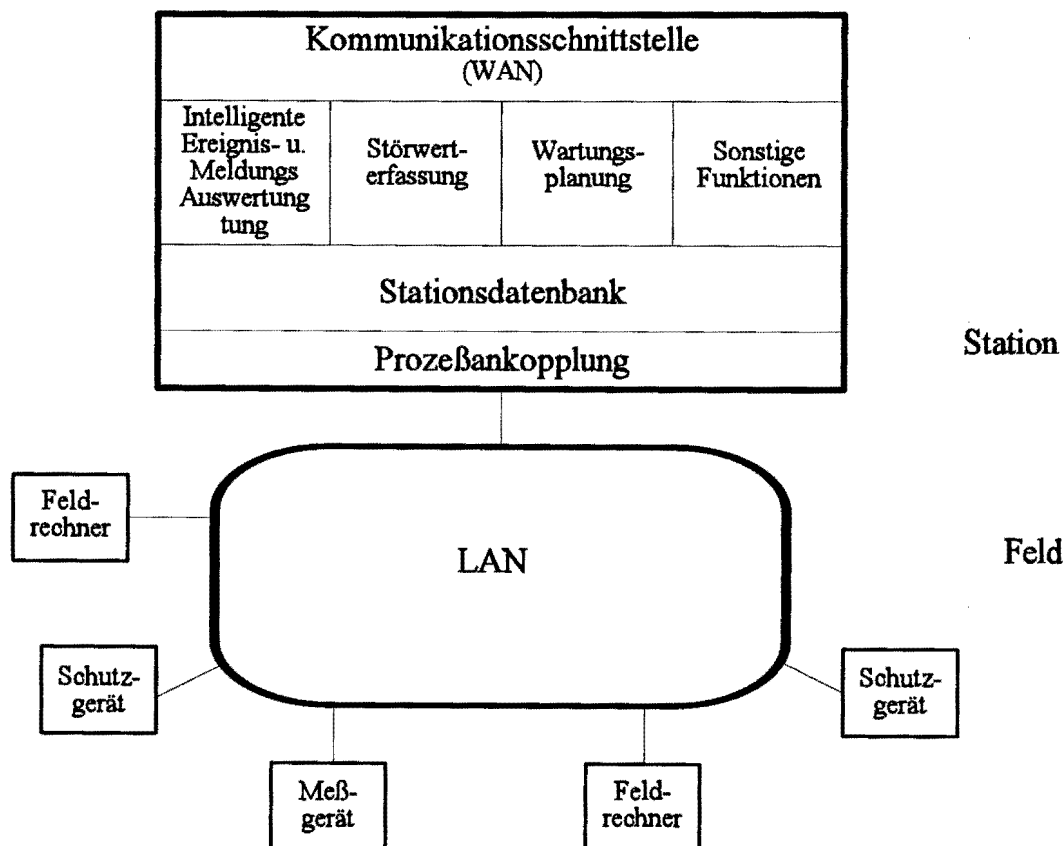 Kommunikationsschnittstelle
(WAN)
Intelligente
Ereignis- u.
Meldungs
Auswertung
tung
Störwert-
erfassung
Wartungs-
planung
Sonstige
Funktionen
Stationsdatenbank
Prozeßankopplung
Station
Feld-
rechner
LAN
Feld
Schutz-
gerät
Schutz-
gerät
Meß-
gerät
Feld-
rechner